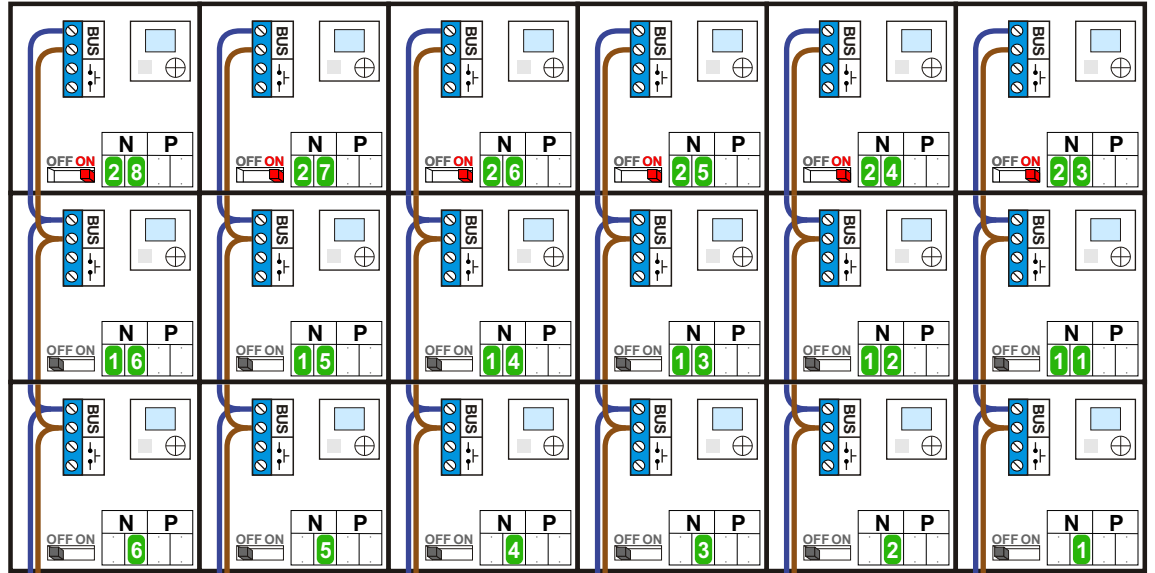 BUS BUS BUS BUS BUS BUS
N P N P N P N P N P N P
OFF ON 28 OFF ON 27 OFF ON 26 OFF ON 25 OFF ON 24 OFF ON 23
BUS BUS BUS BUS BUS BUS
N P N P N P N P N P N P
OFF ON 16 OFF ON 15 OFF ON 14 OFF ON 13 OFF ON 12 OFF ON 11
BUS BUS BUS BUS BUS BUS
N P N P N P N P N P N P
OFF ON 6 OFF ON 5 OFF ON 4 OFF ON 3 OFF ON 2 OFF ON 1